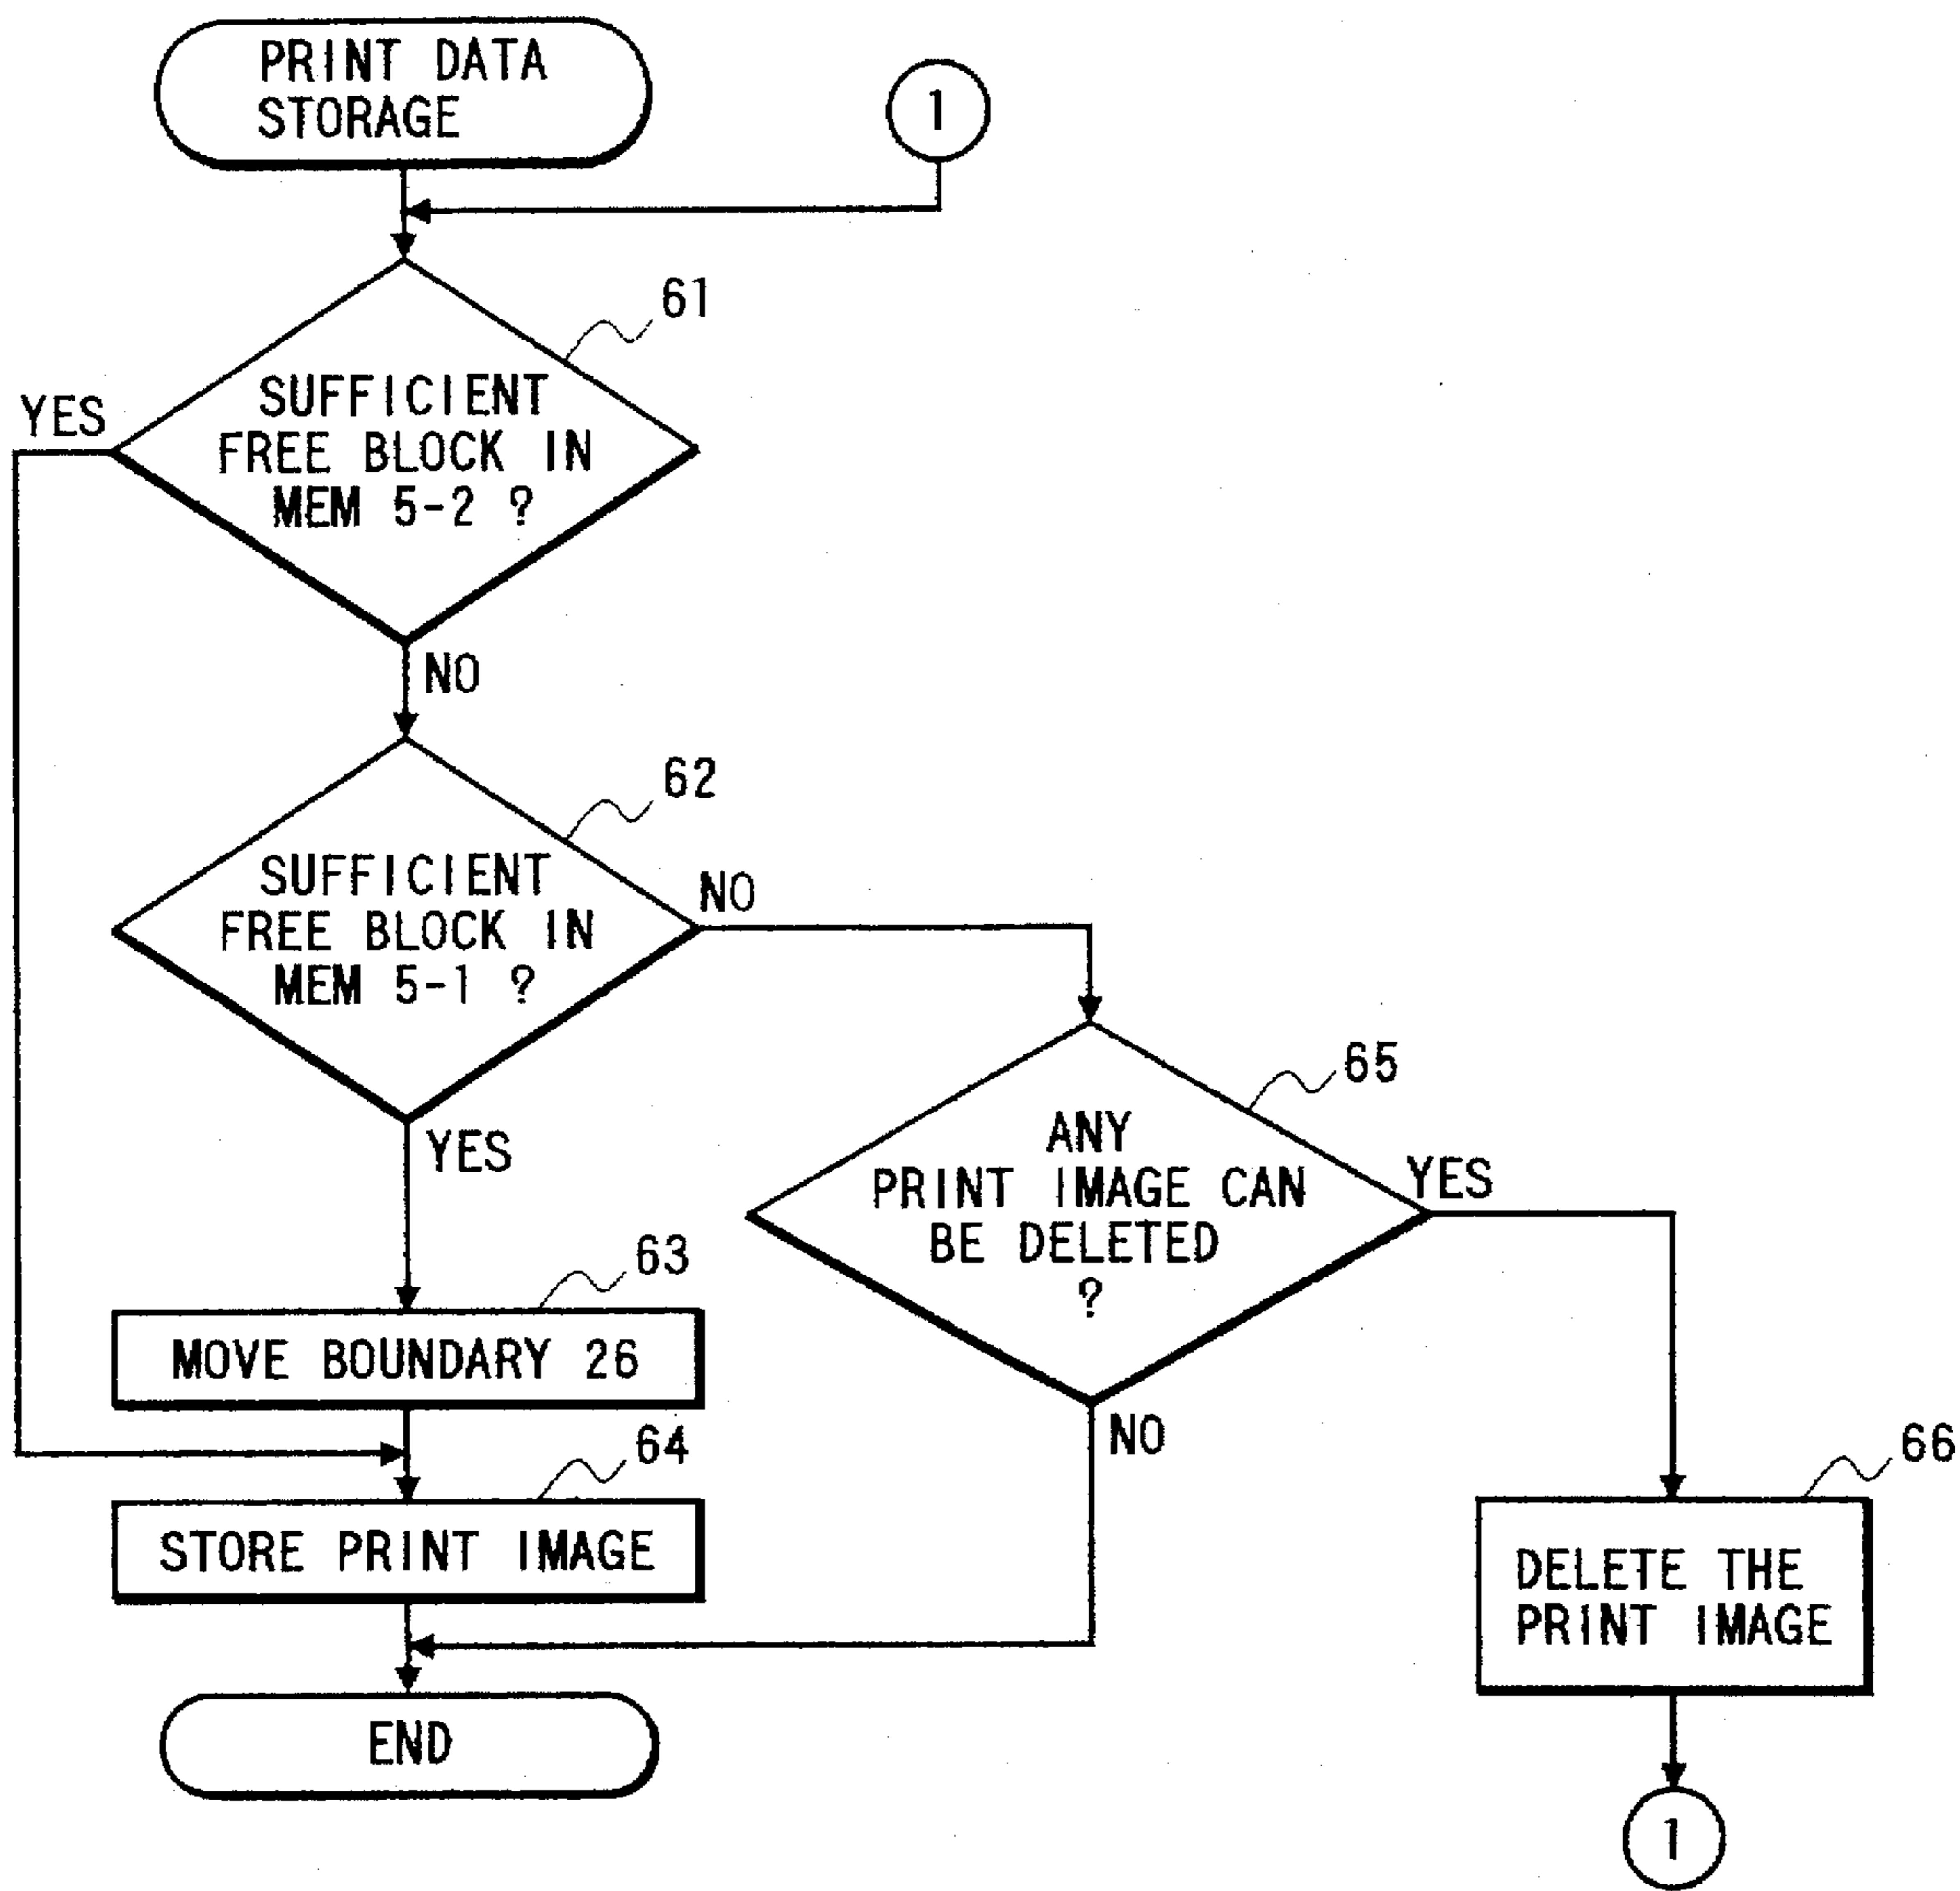 PRINT DATA
STORAGE
1
61
YES
SUFFICIENT
FREE BLOCK IN
MEM 5-2 ?
NO
62
SUFFICIENT
FREE BLOCK IN
MEM 5-1 ?
NO
YES
65
ANY
PRINT IMAGE CAN
BE DELETED
?
YES
NO
63
MOVE BOUNDARY 26
64
STORE PRINT IMAGE
66
DELETE THE
PRINT IMAGE
END
1